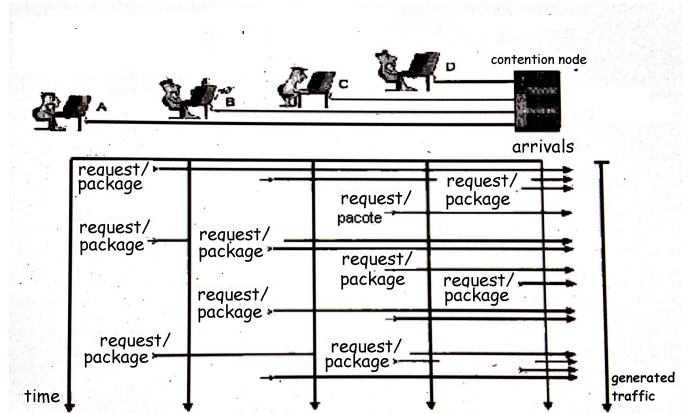 contention node
A
B
C
D
arrivals
request/
package
request/
package
request/
pacote
request/
package
request/
package
request/
package
request/
package
request/
package
request/
package
request/
package
time
generated
traffic